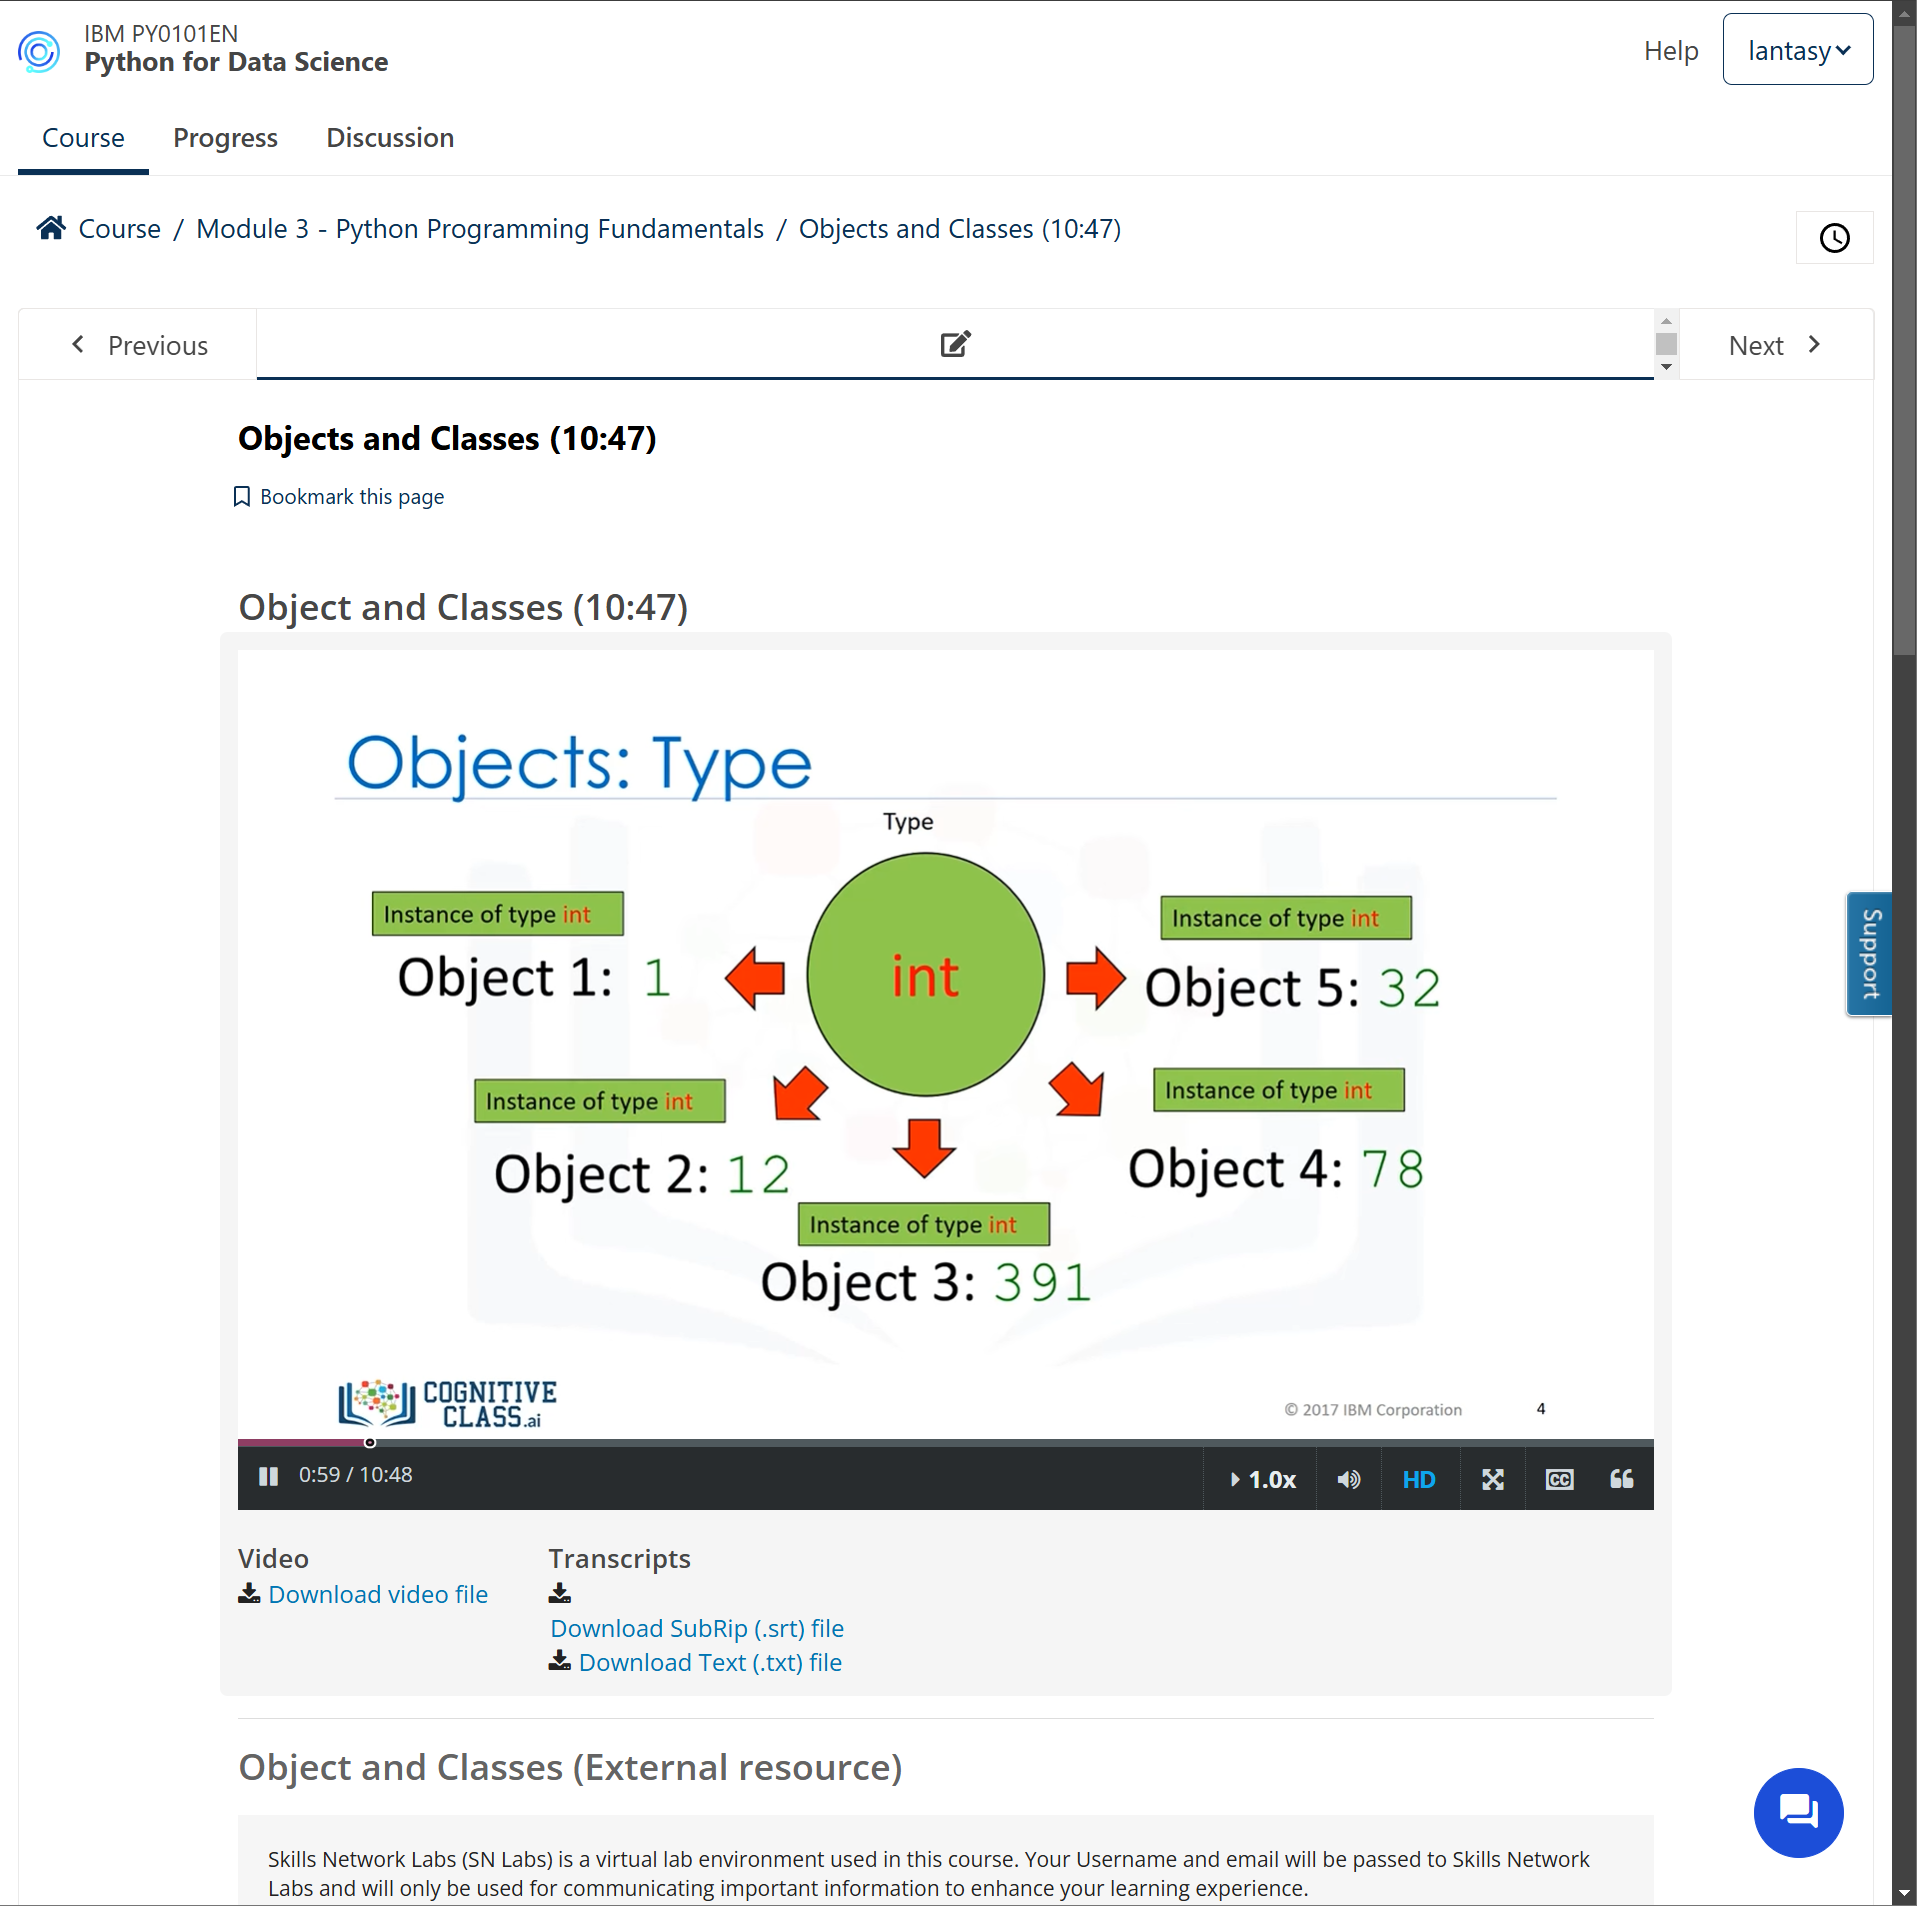 IBM PY0101EN
Python for Data Science
Help
lantasy
Course
Progress
Discussion
Course / Module 3 - Python Programming Fundamentals / Objects and Classes (10:47)
Previous
Next
Objects and Classes (10:47)
Bookmark this page
Object and Classes (10:47)
Objects: Type
Type
Instance of type int
Object 1: 1
int
Instance of type int
Object 5: 32
Instance of type int
Object 2: 12
Instance of type int
Object 4: 78
Instance of type int
Object 3: 391
COGNITIVE
CLASS.ai
© 2017 IBM Corporation
4
0:59 / 10:48
1.0x
HD
CC
Support
Video
Download video file
Transcripts
Download SubRip (.srt) file
Download Text (.txt) file
Object and Classes (External resource)
Skills Network Labs (SN Labs) is a virtual lab environment used in this course. Your Username and email will be passed to Skills Network
Labs and will only be used for communicating important information to enhance your learning experience.